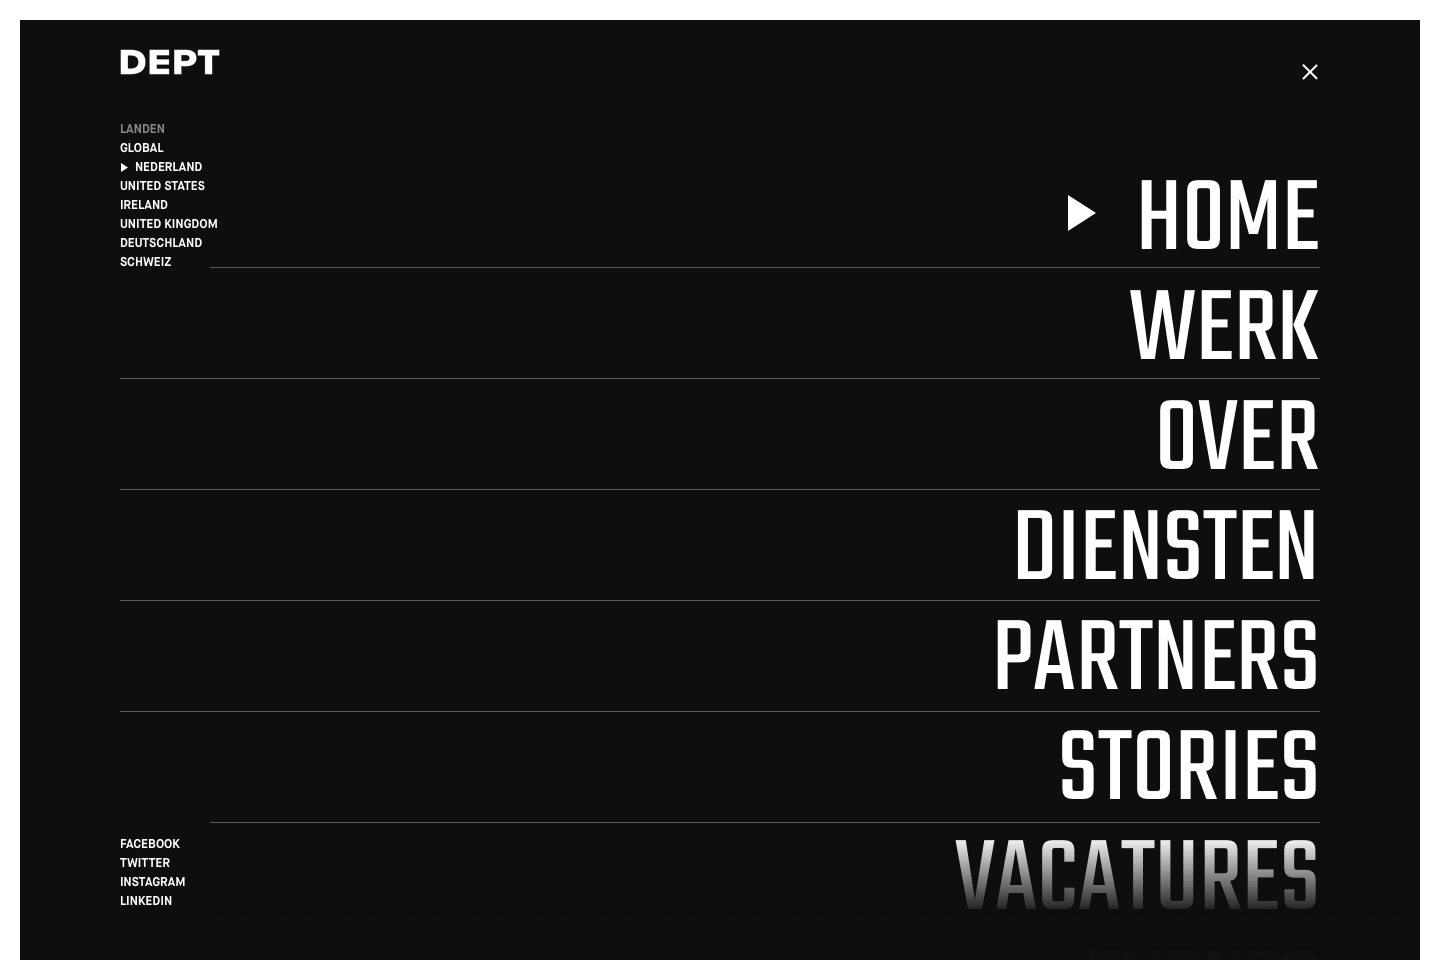 DEPT
LANDEN
GLOBAL
NEDERLAND
UNITED STATES
IRELAND
UNITED KINGDOM
DEUTSCHLAND
SCHWEIZ
HOME
WERK
OVER
DIENSTEN
PARTNERS
STORIES
VACATURES
FACEBOOK
TWITTER
INSTAGRAM
LINKEDIN